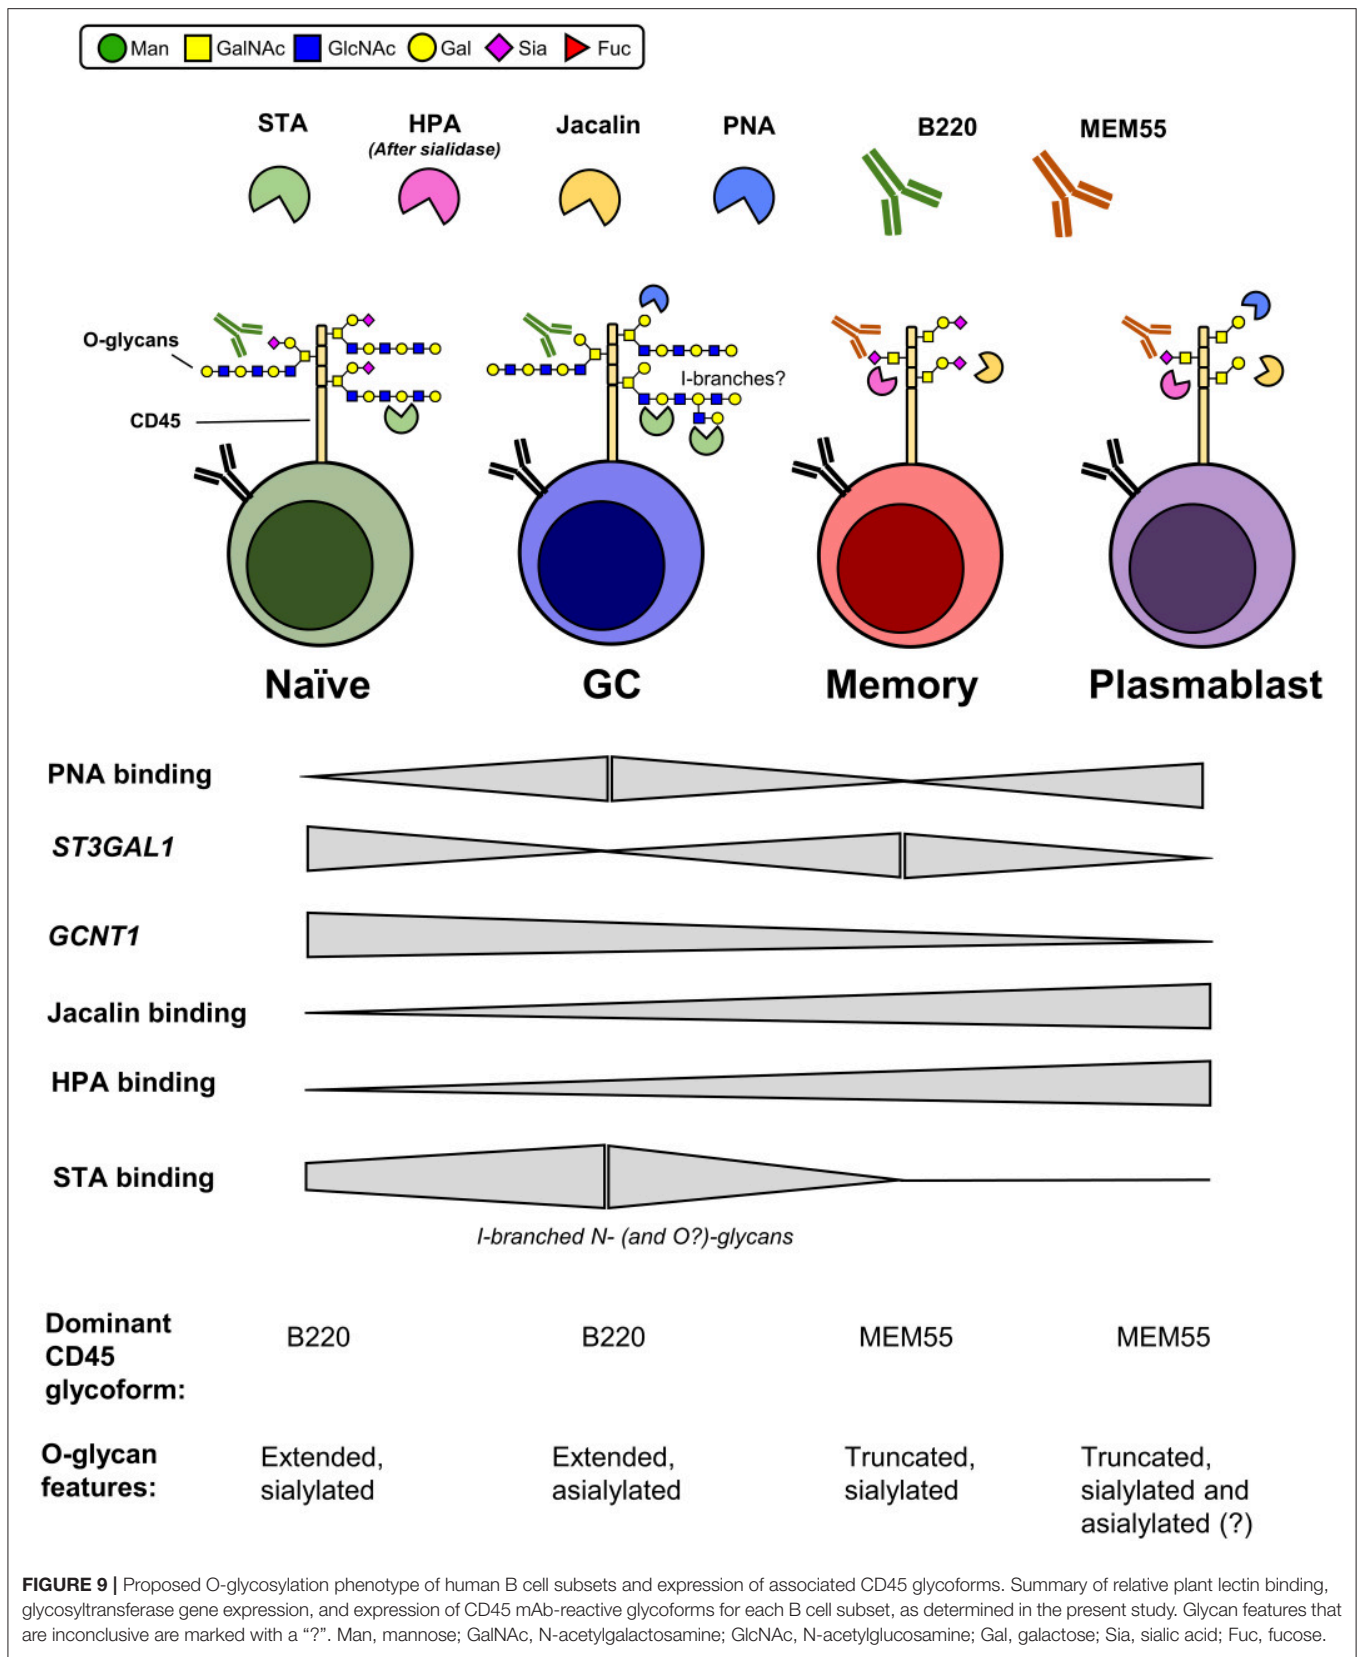 Man GalNAc GlcNAc Gal Sia Fuc
STA HPA Jacalin PNA B220 MEM55
(After sialidase)
O-glycans
I-branches?
CD45
Naïve GC Memory Plasmablast
PNA binding
ST3GAL1
GCNT1
Jacalin binding
HPA binding
STA binding
I-branched N- (and O?)-glycans
Dominant
CD45
glycoform:
B220 B220 MEM55 MEM55
O-glycan
features:
Extended,
sialylated
Extended,
asialylated
Truncated,
sialylated
Truncated,
sialylated and
asialylated (?)
FIGURE 9 | Proposed O-glycosylation phenotype of human B cell subsets and expression of associated CD45 glycoforms. Summary of relative plant lectin binding,
glycosyltransferase gene expression, and expression of CD45 mAb-reactive glycoforms for each B cell subset, as determined in the present study. Glycan features that
are inconclusive are marked with a “?”. Man, mannose; GalNAc, N-acetylgalactosamine; GlcNAc, N-acetylglucosamine; Gal, galactose; Sia, sialic acid; Fuc, fucose.